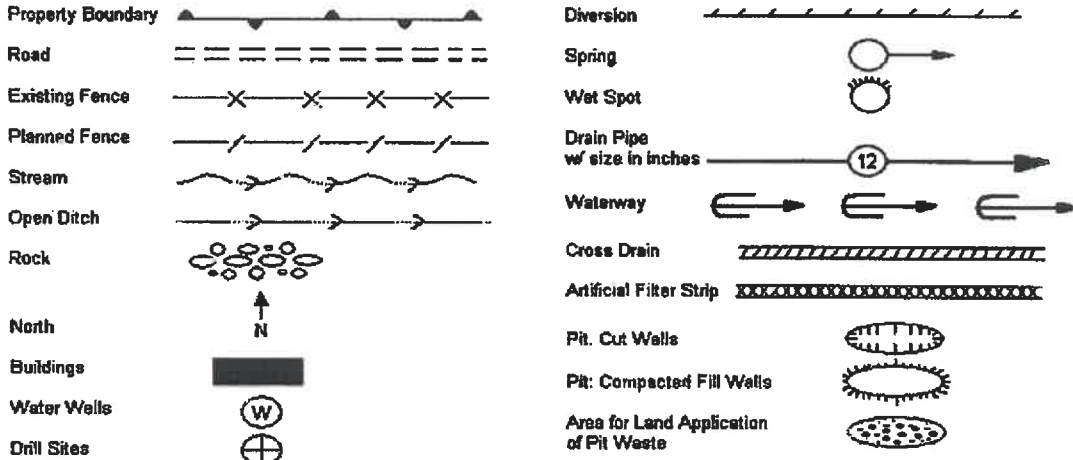 Property Boundary
Road
Existing Fence
Planned Fence
Stream
Open Ditch
Rock
North
N
Buildings
Water Wells
W
Drill Sites
Diversion
Spring
Wet Spot
Drain Pipe
w/ size in inches
12
Waterway
Cross Drain
Artificial Filter Strip
Pit. Cut Walls
Pit: Compacted Fill Walls
Area for Land Application
of Pit Waste